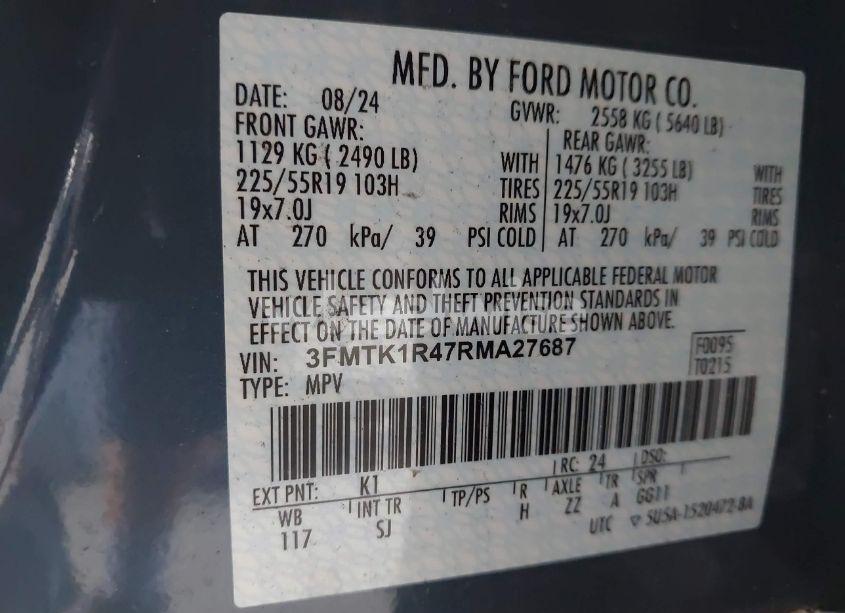 MFD. BY FORD MOTOR CO.
DATE: 08/24 GVWR: 2558 KG ( 5640 LB)
FRONT GAWR: REAR GAWR:
1129 KG ( 2490 LB) WITH 1476 KG ( 3255 LB) WITH
225/55R19 103H TIRES 225/55R19 103H TIRES
19x7.0J RIMS 19x7.0J RIMS
AT 270 kPa/ 39 PSI COLD AT 270 kPa/ 39 PSI COLD
THIS VEHICLE CONFORMS TO ALL APPLICABLE FEDERAL MOTOR
VEHICLE SAFETY AND THEFT PREVENTION STANDARDS IN
EFFECT ON THE DATE OF MANUFACTURE SHOWN ABOVE.
VIN: 3FMTK1R47RMA27687 F0095
TYPE: MPV T0215
EXT PNT: K1 RC: 24 DSO:
WB INT TR TP/PS R AXLE TR SPR
117 SJ H ZZ A GG11
UTC SUSA-1520472-BA